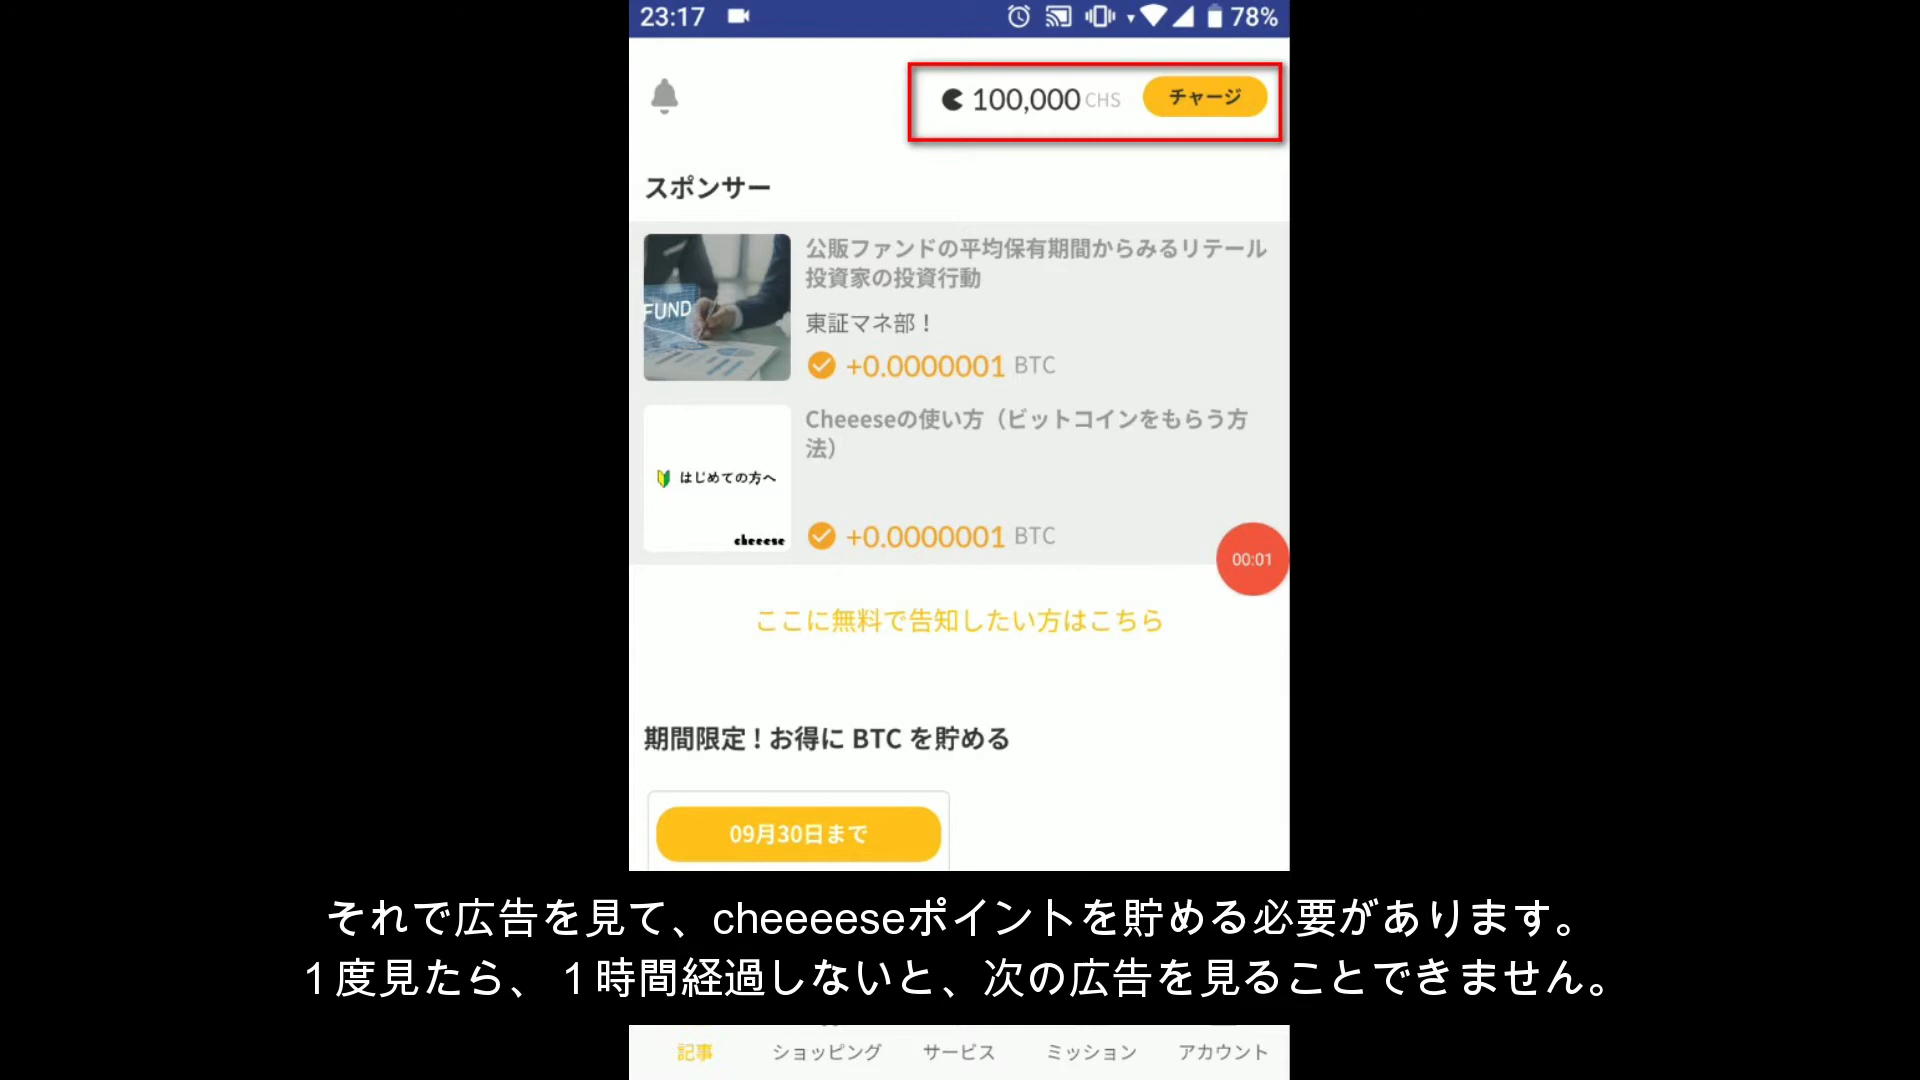 23:17
78%
100,000 CHS チャージ
スポンサー
公販ファンドの平均保有期間からみるリテール
投資家の投資行動
FUND
東証マネ部！
+0.0000001 BTC
Cheeeseの使い方（ビットコインをもらう方
法）
はじめての方へ
cheeese
+0.0000001 BTC
00:01
ここに無料で告知したい方はこちら
期間限定！お得に BTC を貯める
09月30日まで
それで広告を見て、cheeeeseポイントを貯める必要があります。
１度見たら、１時間経過しないと、次の広告を見ることできません。
記事 ショッピング サービス ミッション アカウント